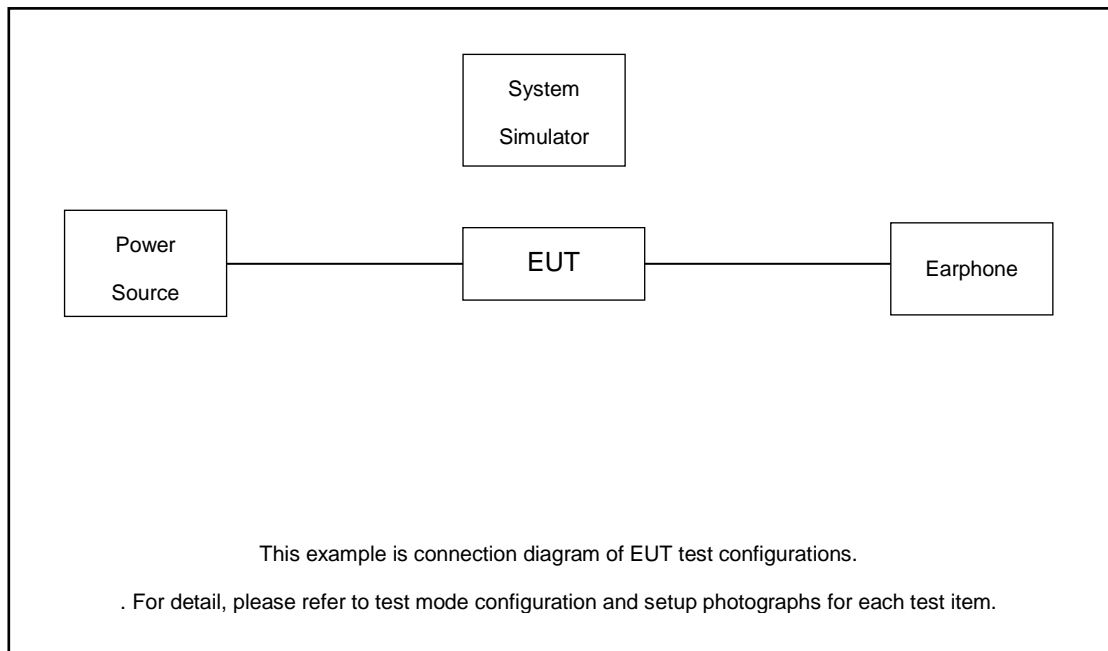 System
Simulator
Power
Source
EUT
Earphone
This example is connection diagram of EUT test configurations.
. For detail, please refer to test mode configuration and setup photographs for each test item.